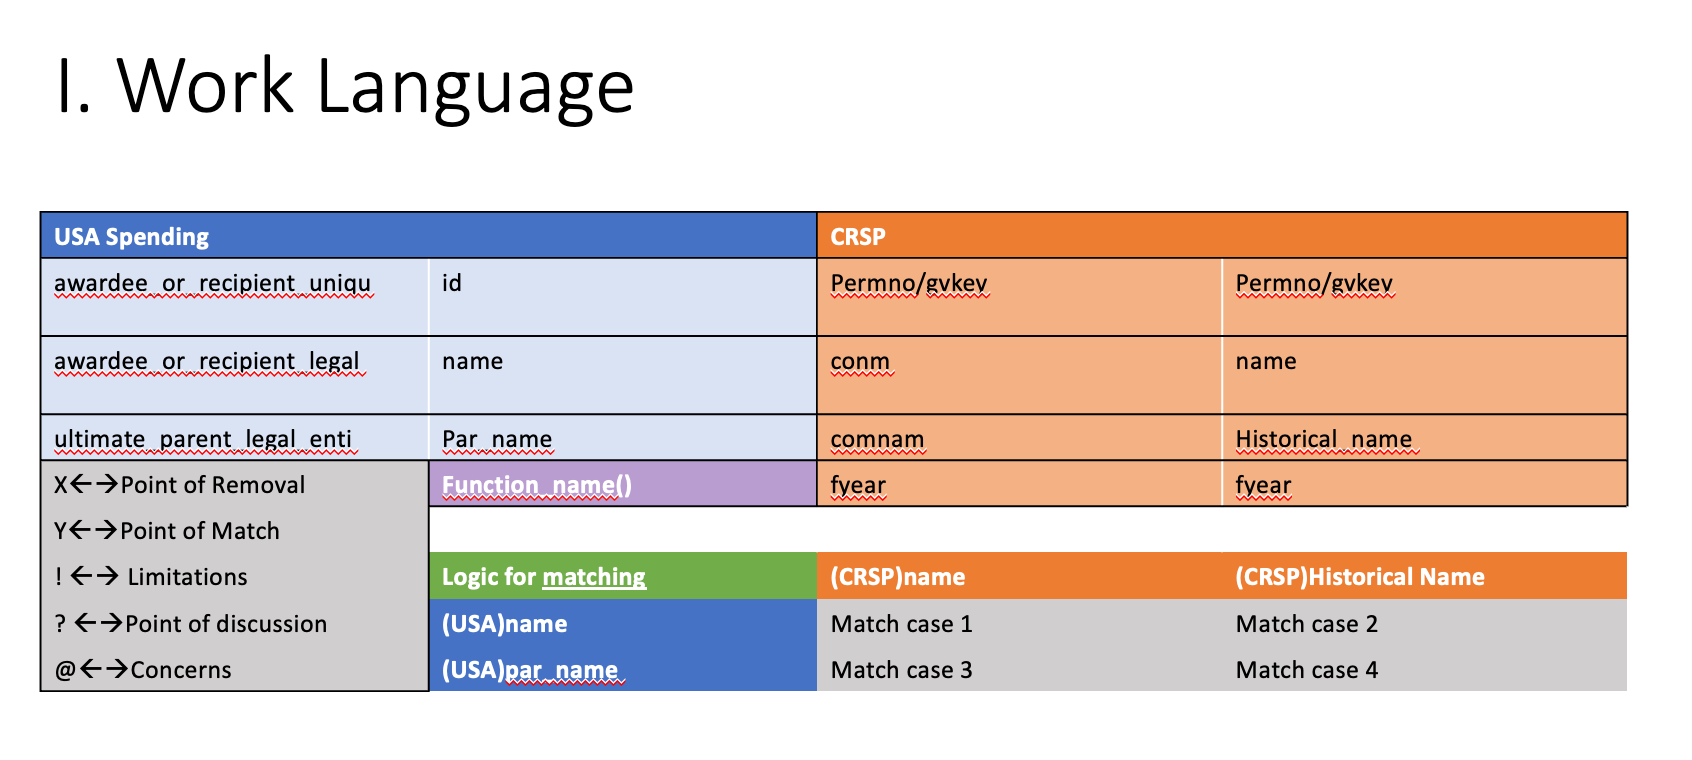 I. Work Language
USA Spending CRSP
awardee_or_recipient_uniqu id Permno/gvkey Permno/gvkey
awardee_or_recipient_legal name conm name
ultimate_parent_legal_enti Par_name comnam Historical_name
X←→Point of Removal Function_name() fyear fyear
Y←→Point of Match
! ←→ Limitations Logic for matching (CRSP)name (CRSP)Historical Name
? ←→Point of discussion (USA)name Match case 1 Match case 2
@←→Concerns (USA)par_name Match case 3 Match case 4